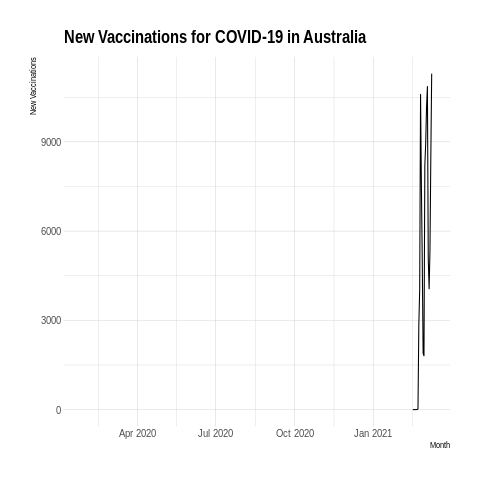 New Vaccinations for COVID-19 in Australia
New Vaccinations
9000
6000
3000
0
Apr 2020 Jul 2020 Oct 2020 Jan 2021
Month